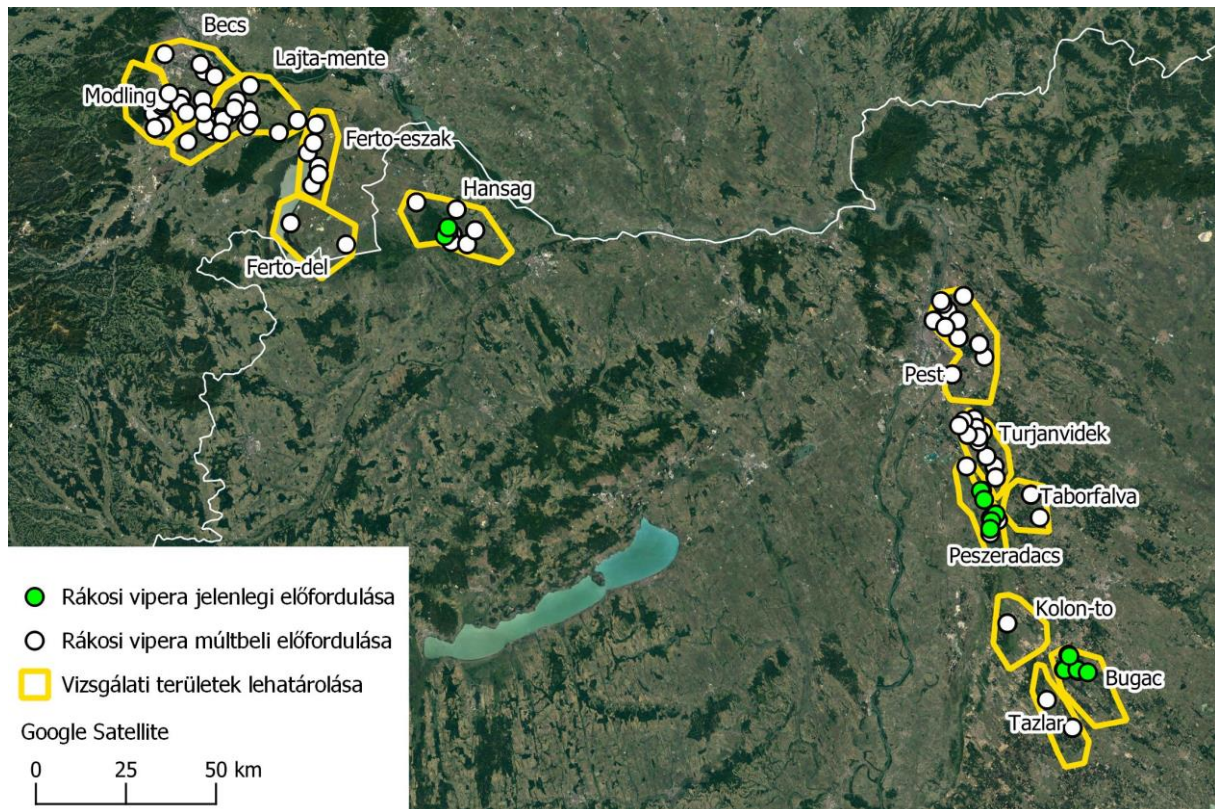 Becs
Lajta-mente
Modling
Ferto-eszak
Hansag
Ferto-del
Pest
Turjanvidek
Taborfalva
Peszeradacs
Kolon-to
Bugac
Tazlar
Rákosi vipera jelenlegi előfordulása
Rákosi vipera múltbeli előfordulása
Vizsgálati területek lehatárolása
Google Satellite
0 25 50 km